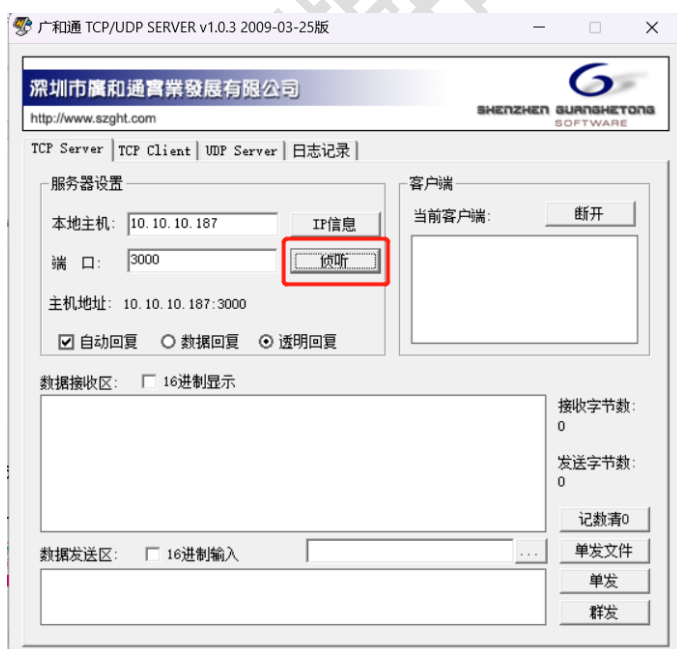 广和通 TCP/UDP SERVER v1.0.3 2009-03-25版
深圳市廣和通實業發展有限公司
http://www.szght.com
SHENZHEN GUANGHETONG
SOFTWARE
TCP Server TCP Client UDP Server 日志记录
服务器设置
本地主机: 10.10.10.187 IP信息
端 口: 3000 侦听
主机地址: 10.10.10.187:3000
自动回复 数据回复 透明回复
客户端
当前客户端: 断开
数据接收区: 16进制显示
接收字节数:
0
发送字节数:
0
记数清0
数据发送区: 16进制输入 ... 单发文件
单发
群发